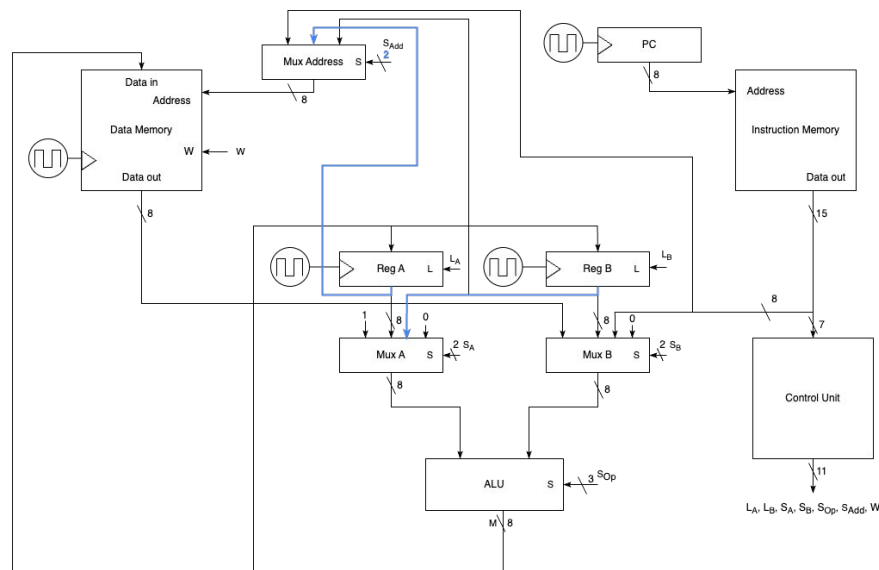 S_Add
2
Mux Address
S
8
PC
8
Data in
Address
Data Memory
W
W
Data out
8
Address
Instruction Memory
Data out
15
Reg A
L
L_A
Reg B
L
L_B
8
1
8
0
8
0
7
Mux A
S
2 S_A
Mux B
S
2 S_B
8
8
Control Unit
ALU
S
3 S_Op
11
M
8
L_A, L_B, S_A, S_B, S_Op, S_Add, W